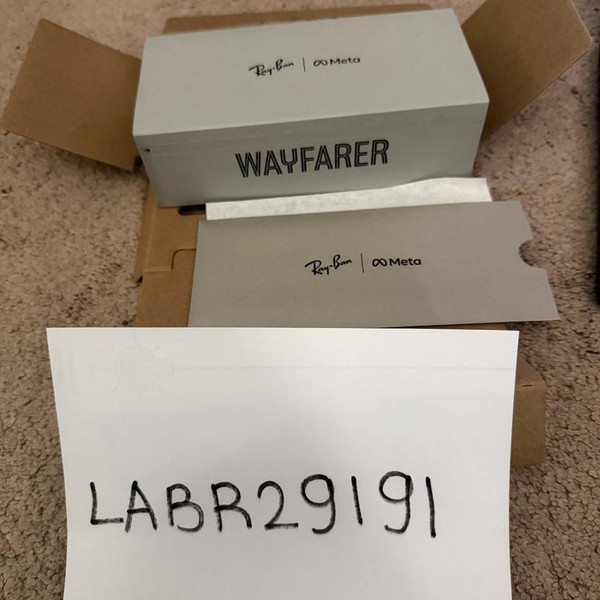 Ray-Ban | ∞ Meta
WAYFARER
Ray-Ban | ∞ Meta
LABR29191